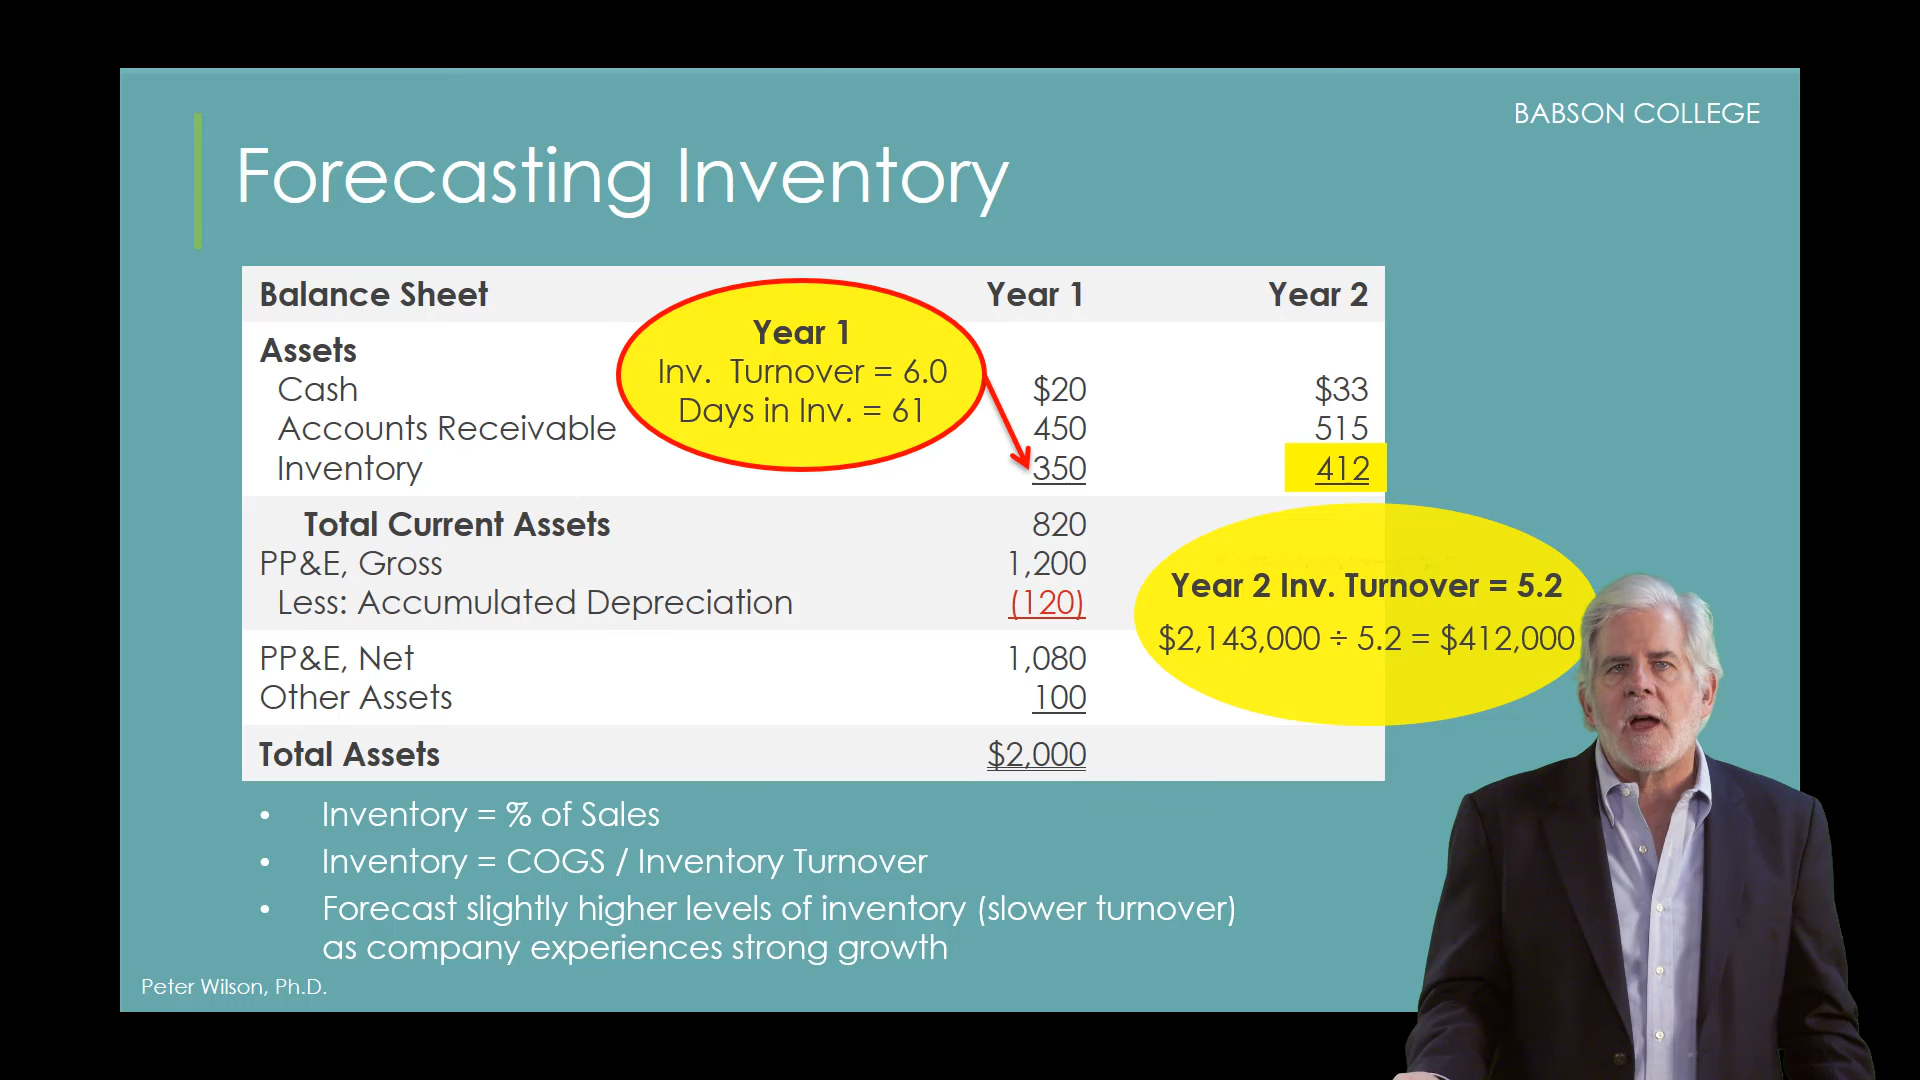 BABSON COLLEGE
Forecasting Inventory
Balance Sheet Year 1 Year 2
Year 1
Inv. Turnover = 6.0
Days in Inv. = 61
Assets
Cash $20 $33
Accounts Receivable 450 515
Inventory 350 412
Total Current Assets 820
PP&E, Gross 1,200
Less: Accumulated Depreciation (120)
Year 2 Inv. Turnover = 5.2
$2,143,000 ÷ 5.2 = $412,000
PP&E, Net 1,080
Other Assets 100
Total Assets $2,000
• Inventory = % of Sales
• Inventory = COGS / Inventory Turnover
• Forecast slightly higher levels of inventory (slower turnover)
as company experiences strong growth
Peter Wilson, Ph.D.